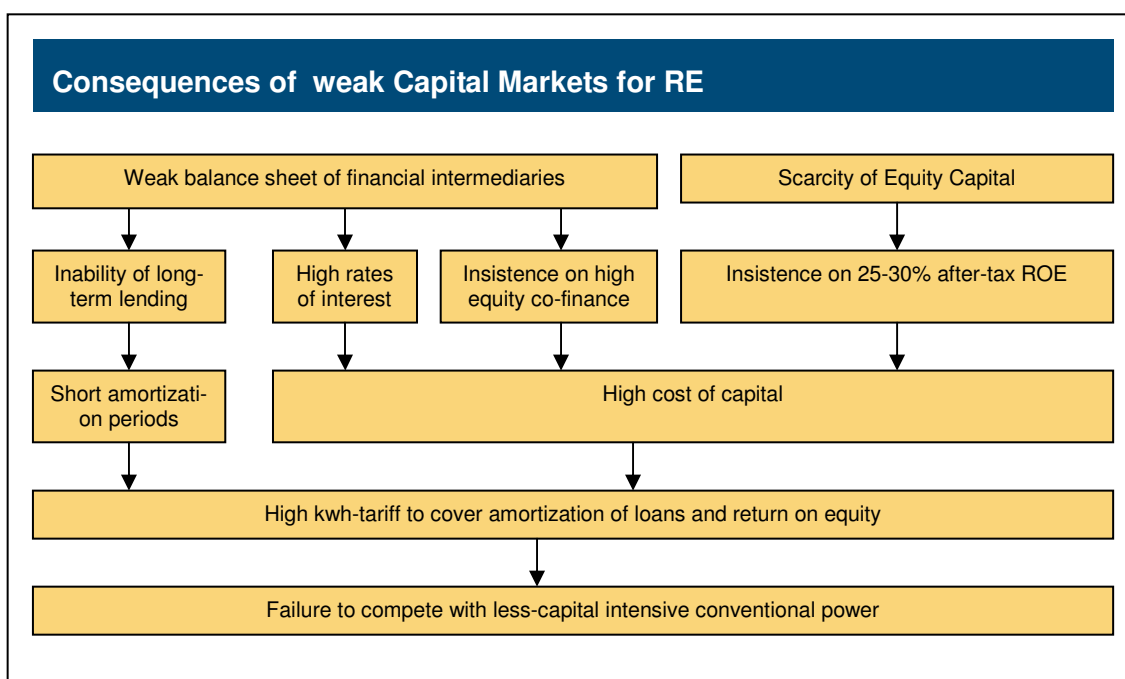 Consequences of  weak Capital Markets for RE
Weak balance sheet of financial intermediaries
Scarcity of Equity Capital
Inability of long-
term lending
High rates
of interest
Insistence on high
equity co-finance
Insistence on 25-30% after-tax ROE
Short amortizati-
on periods
High cost of capital
High kwh-tariff to cover amortization of loans and return on equity
Failure to compete with less-capital intensive conventional power